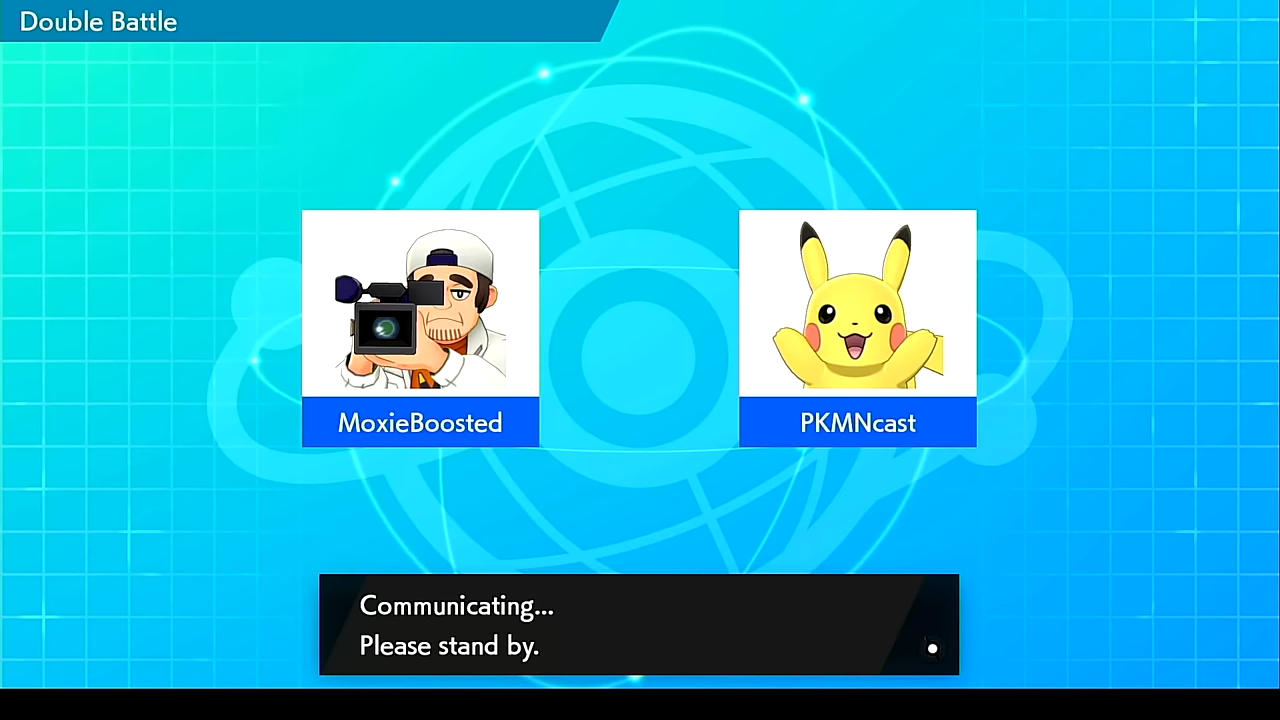 Double Battle
MoxieBoosted
PKMNcast
Communicating...
Please stand by.